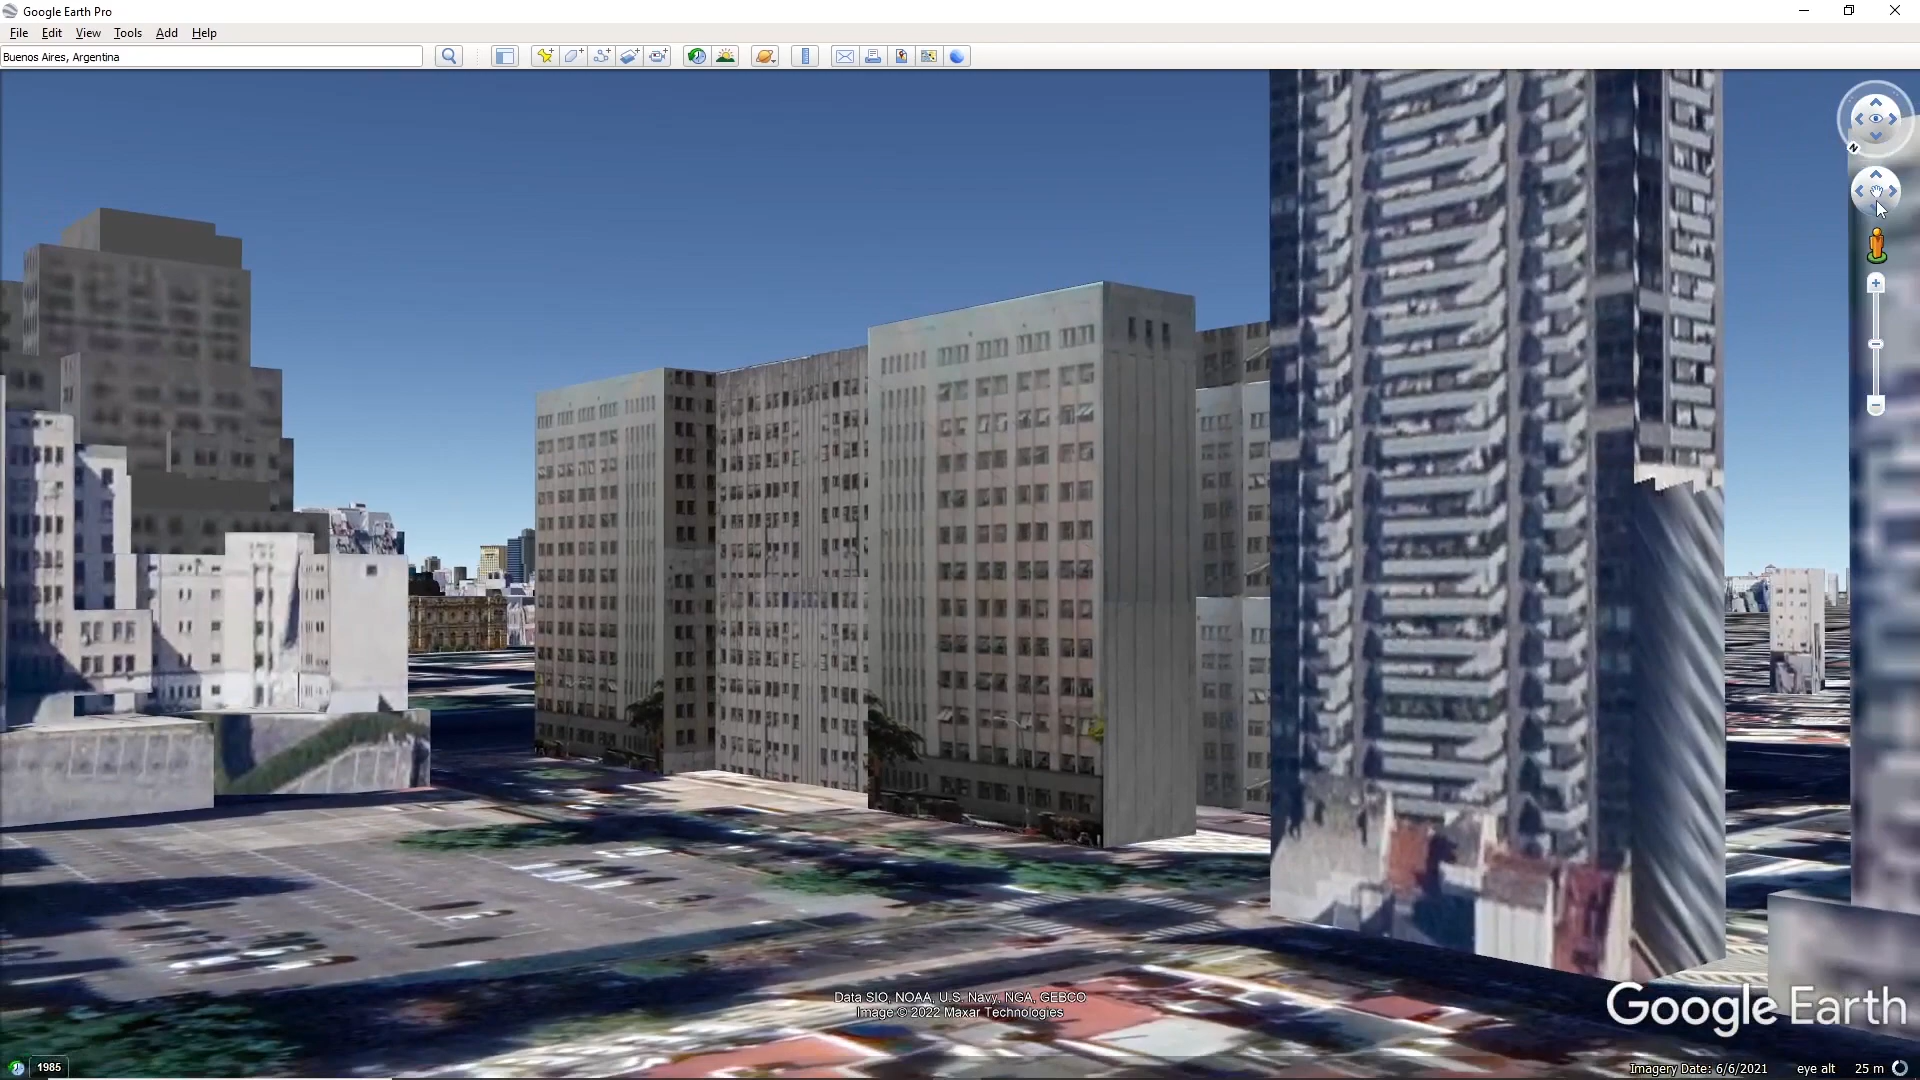 Google Earth Pro
File Edit View Tools Add Help
Buenos Aires, Argentina
N
Data SIO, NOAA, U.S. Navy, NGA, GEBCO
Image © 2022 Maxar Technologies
Google Earth
1985
Imagery Date: 6/6/2021 eye alt 25 m